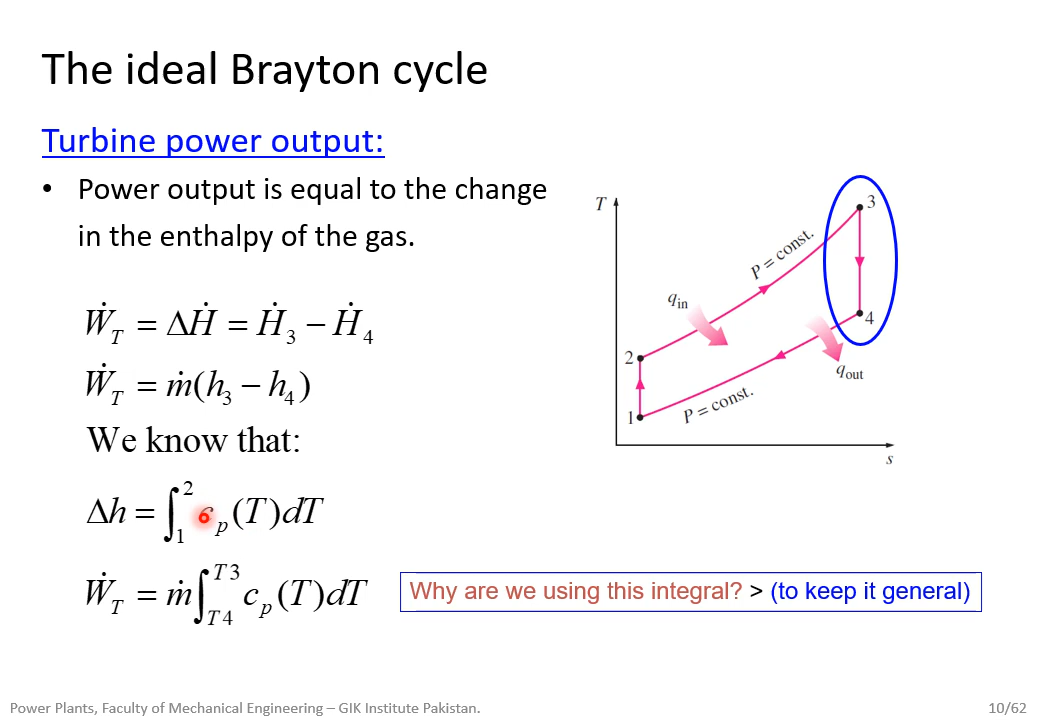 The ideal Brayton cycle
Turbine power output:
• Power output is equal to the change
in the enthalpy of the gas.
Ẇ_T = ΔḢ = Ḣ_3 − Ḣ_4
Ẇ_T = ṁ(h_3 − h_4)
We know that:
Δh = ∫_1^2 c_p(T)dT
Ẇ_T = ṁ∫_{T4}^{T3} c_p(T)dT
Why are we using this integral? > (to keep it general)
T
3
P = const.
q_in
4
2
q_out
P = const.
1
s
Power Plants, Faculty of Mechanical Engineering – GIK Institute Pakistan.
10/62